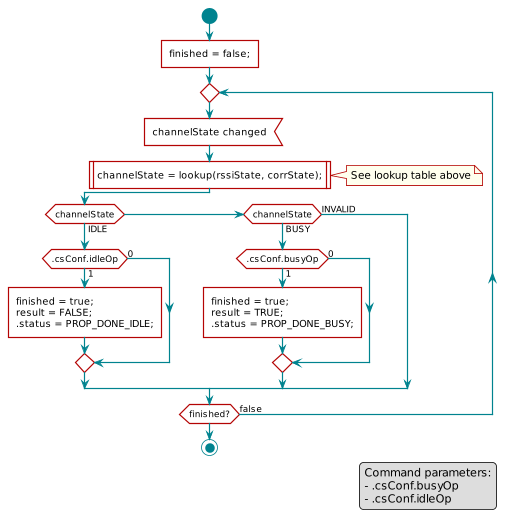 finished = false;
channelState changed
channelState = lookup(rssiState, corrState);
See lookup table above
channelState
IDLE
channelState
BUSY
INVALID
.csConf.idleOp
0
1
finished = true;
result = FALSE;
.status = PROP_DONE_IDLE;
.csConf.busyOp
0
1
finished = true;
result = TRUE;
.status = PROP_DONE_BUSY;
finished?
false
Command parameters:
- .csConf.busyOp
- .csConf.idleOp